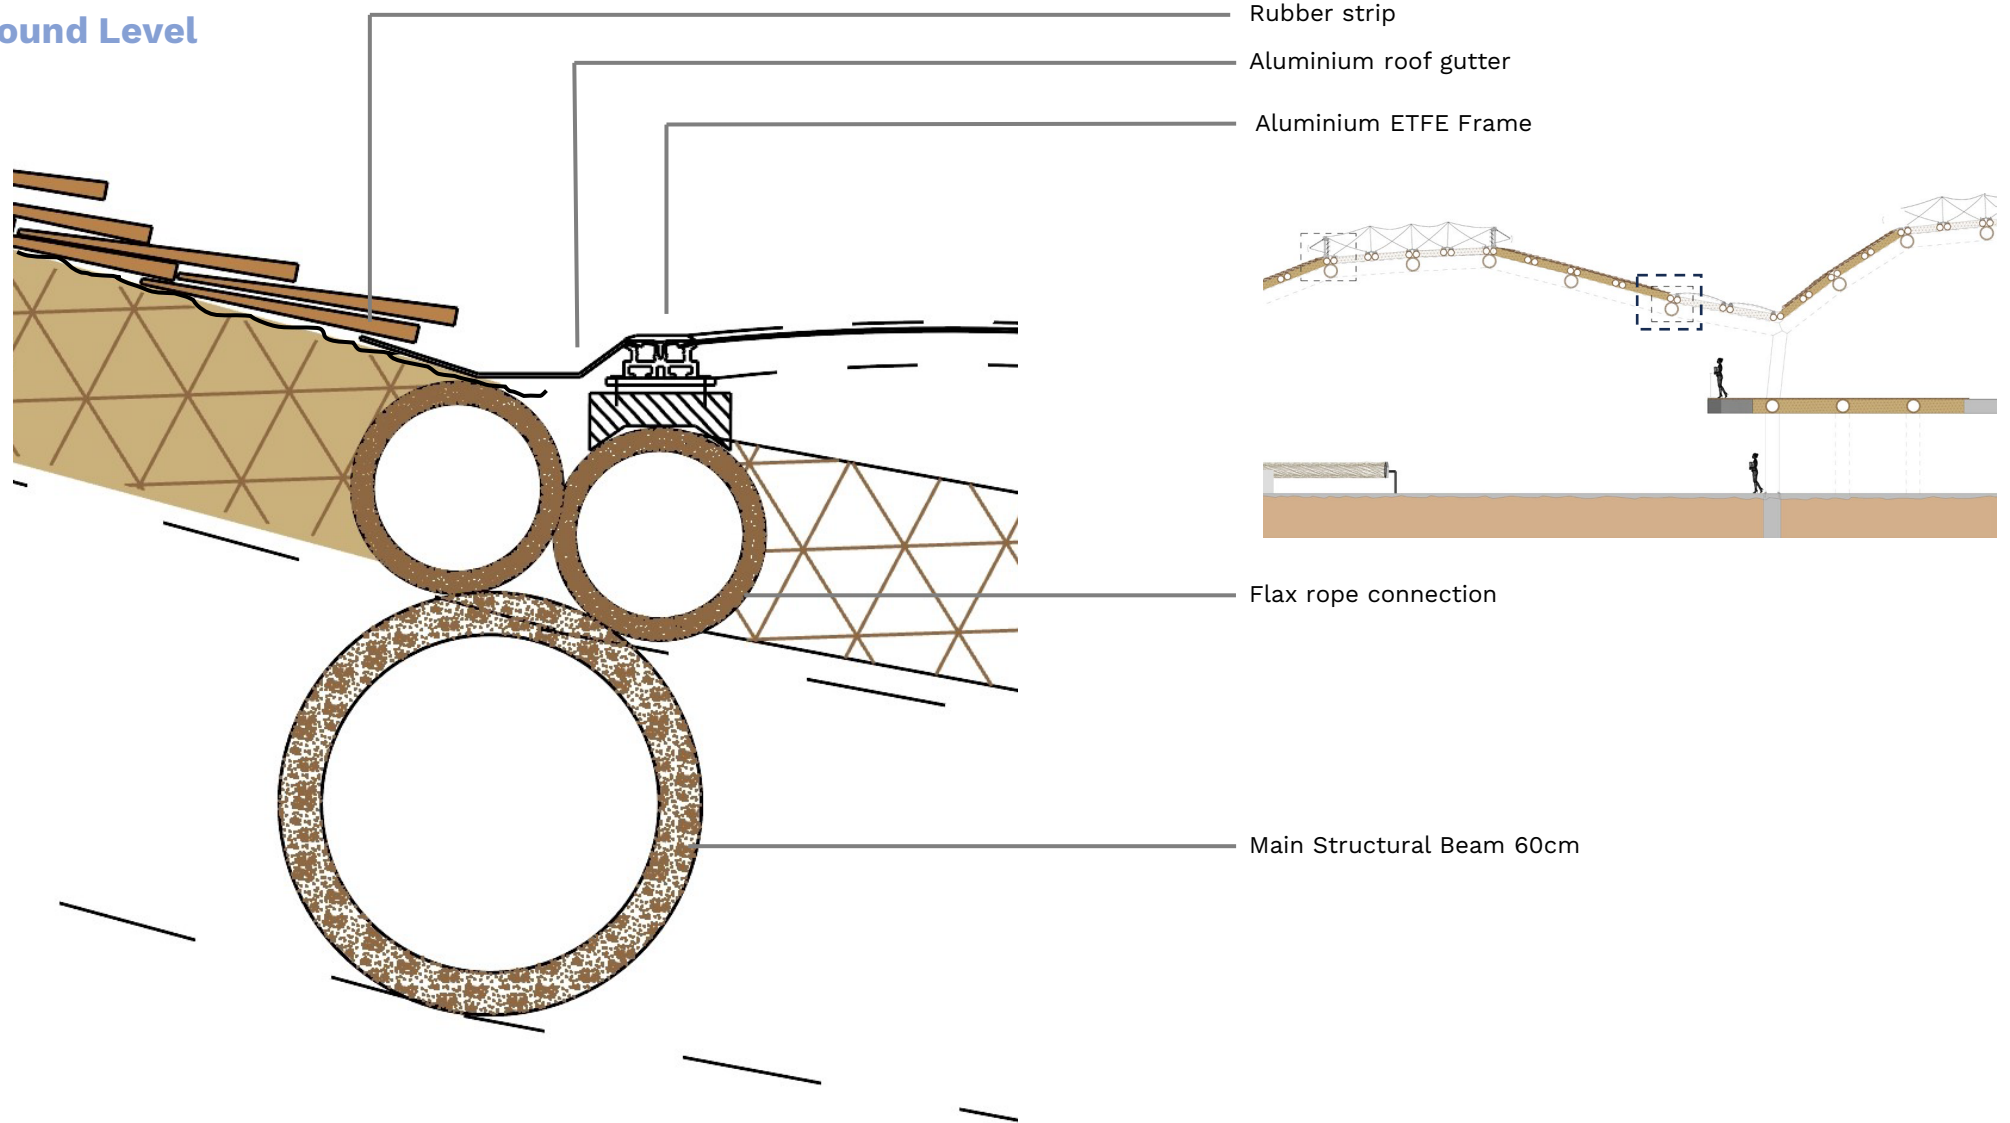 ound Level
Rubber strip
Aluminium roof gutter
Aluminium ETFE Frame
Flax rope connection
Main Structural Beam 60cm